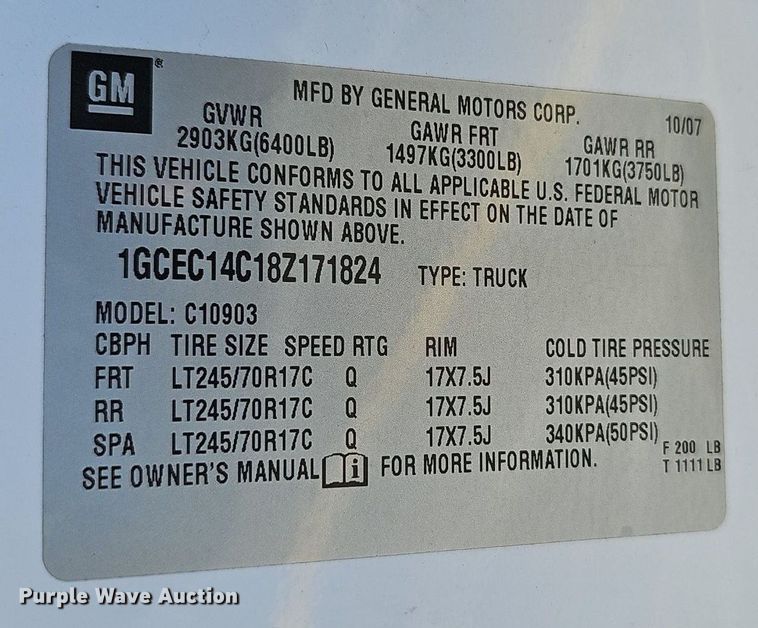 GM ®
MFD BY GENERAL MOTORS CORP. 10/07
GVWR GAWR FRT GAWR RR
2903KG(6400LB) 1497KG(3300LB) 1701KG(3750LB)
THIS VEHICLE CONFORMS TO ALL APPLICABLE U.S. FEDERAL MOTOR
VEHICLE SAFETY STANDARDS IN EFFECT ON THE DATE OF
MANUFACTURE SHOWN ABOVE.
1GCEC14C18Z171824 TYPE: TRUCK
MODEL: C10903
CBPH TIRE SIZE SPEED RTG RIM COLD TIRE PRESSURE
FRT LT245/70R17C Q 17X7.5J 310KPA(45PSI)
RR LT245/70R17C Q 17X7.5J 310KPA(45PSI)
SPA LT245/70R17C Q 17X7.5J 340KPA(50PSI)
F 200 LB
SEE OWNER'S MANUAL i FOR MORE INFORMATION.
T 1111 LB
Purple Wave Auction